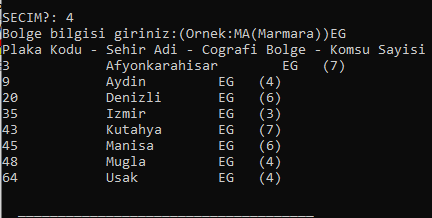 SECIM?: 4
Bolge bilgisi giriniz:(Ornek:MA(Marmara))EG
Plaka Kodu - Sehir Adi - Cografi Bolge - Komsu Sayisi
3 Afyonkarahisar EG (7)
9 Aydin EG (4)
20 Denizli EG (6)
35 Izmir EG (3)
43 Kutahya EG (7)
45 Manisa EG (6)
48 Mugla EG (4)
64 Usak EG (4)